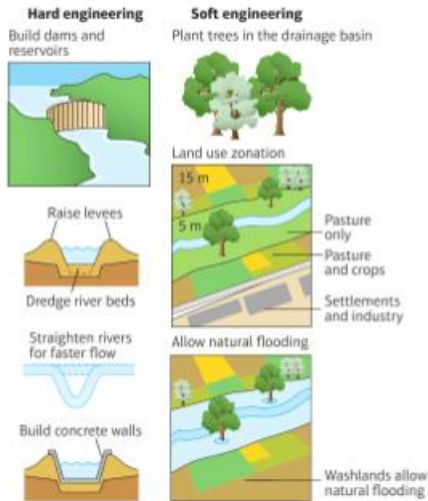 Hard engineering
Build dams and
reservoirs
Raise levees
Dredge river beds
Straighten rivers
for faster flow
Build concrete walls
Soft engineering
Plant trees in the drainage basin
Land use zonation
15 m
5 m
Pasture
only
Pasture
and crops
Settlements
and industry
Allow natural flooding
Washlands allow
natural flooding